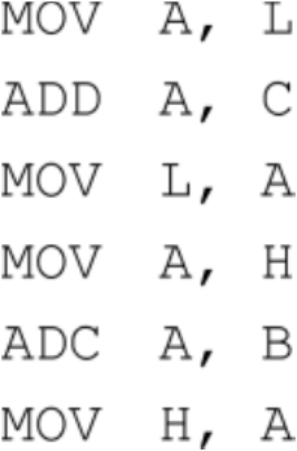 MOV A, L
ADD A, C
MOV L, A
MOV A, H
ADC A, B
MOV H, A